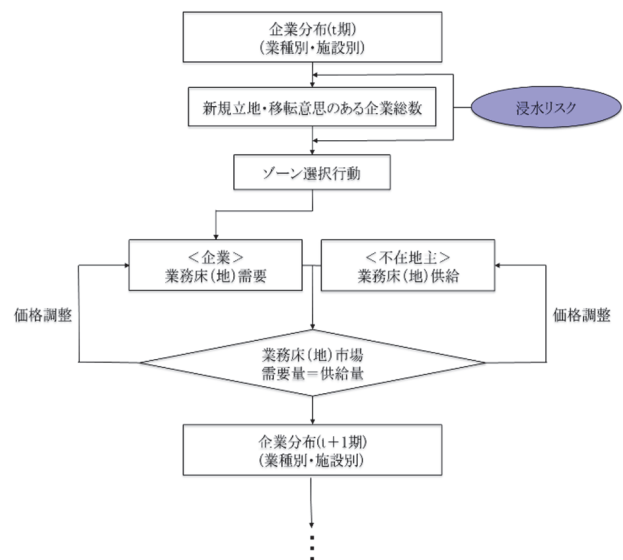 企業分布(t期)
(業種別・施設別)
新規立地・移転意思のある企業総数
浸水リスク
ゾーン選択行動
＜企業＞
業務床(地)需要
＜不在地主＞
業務床(地)供給
価格調整
価格調整
業務床(地)市場
需要量＝供給量
企業分布(t＋1期)
(業種別・施設別)